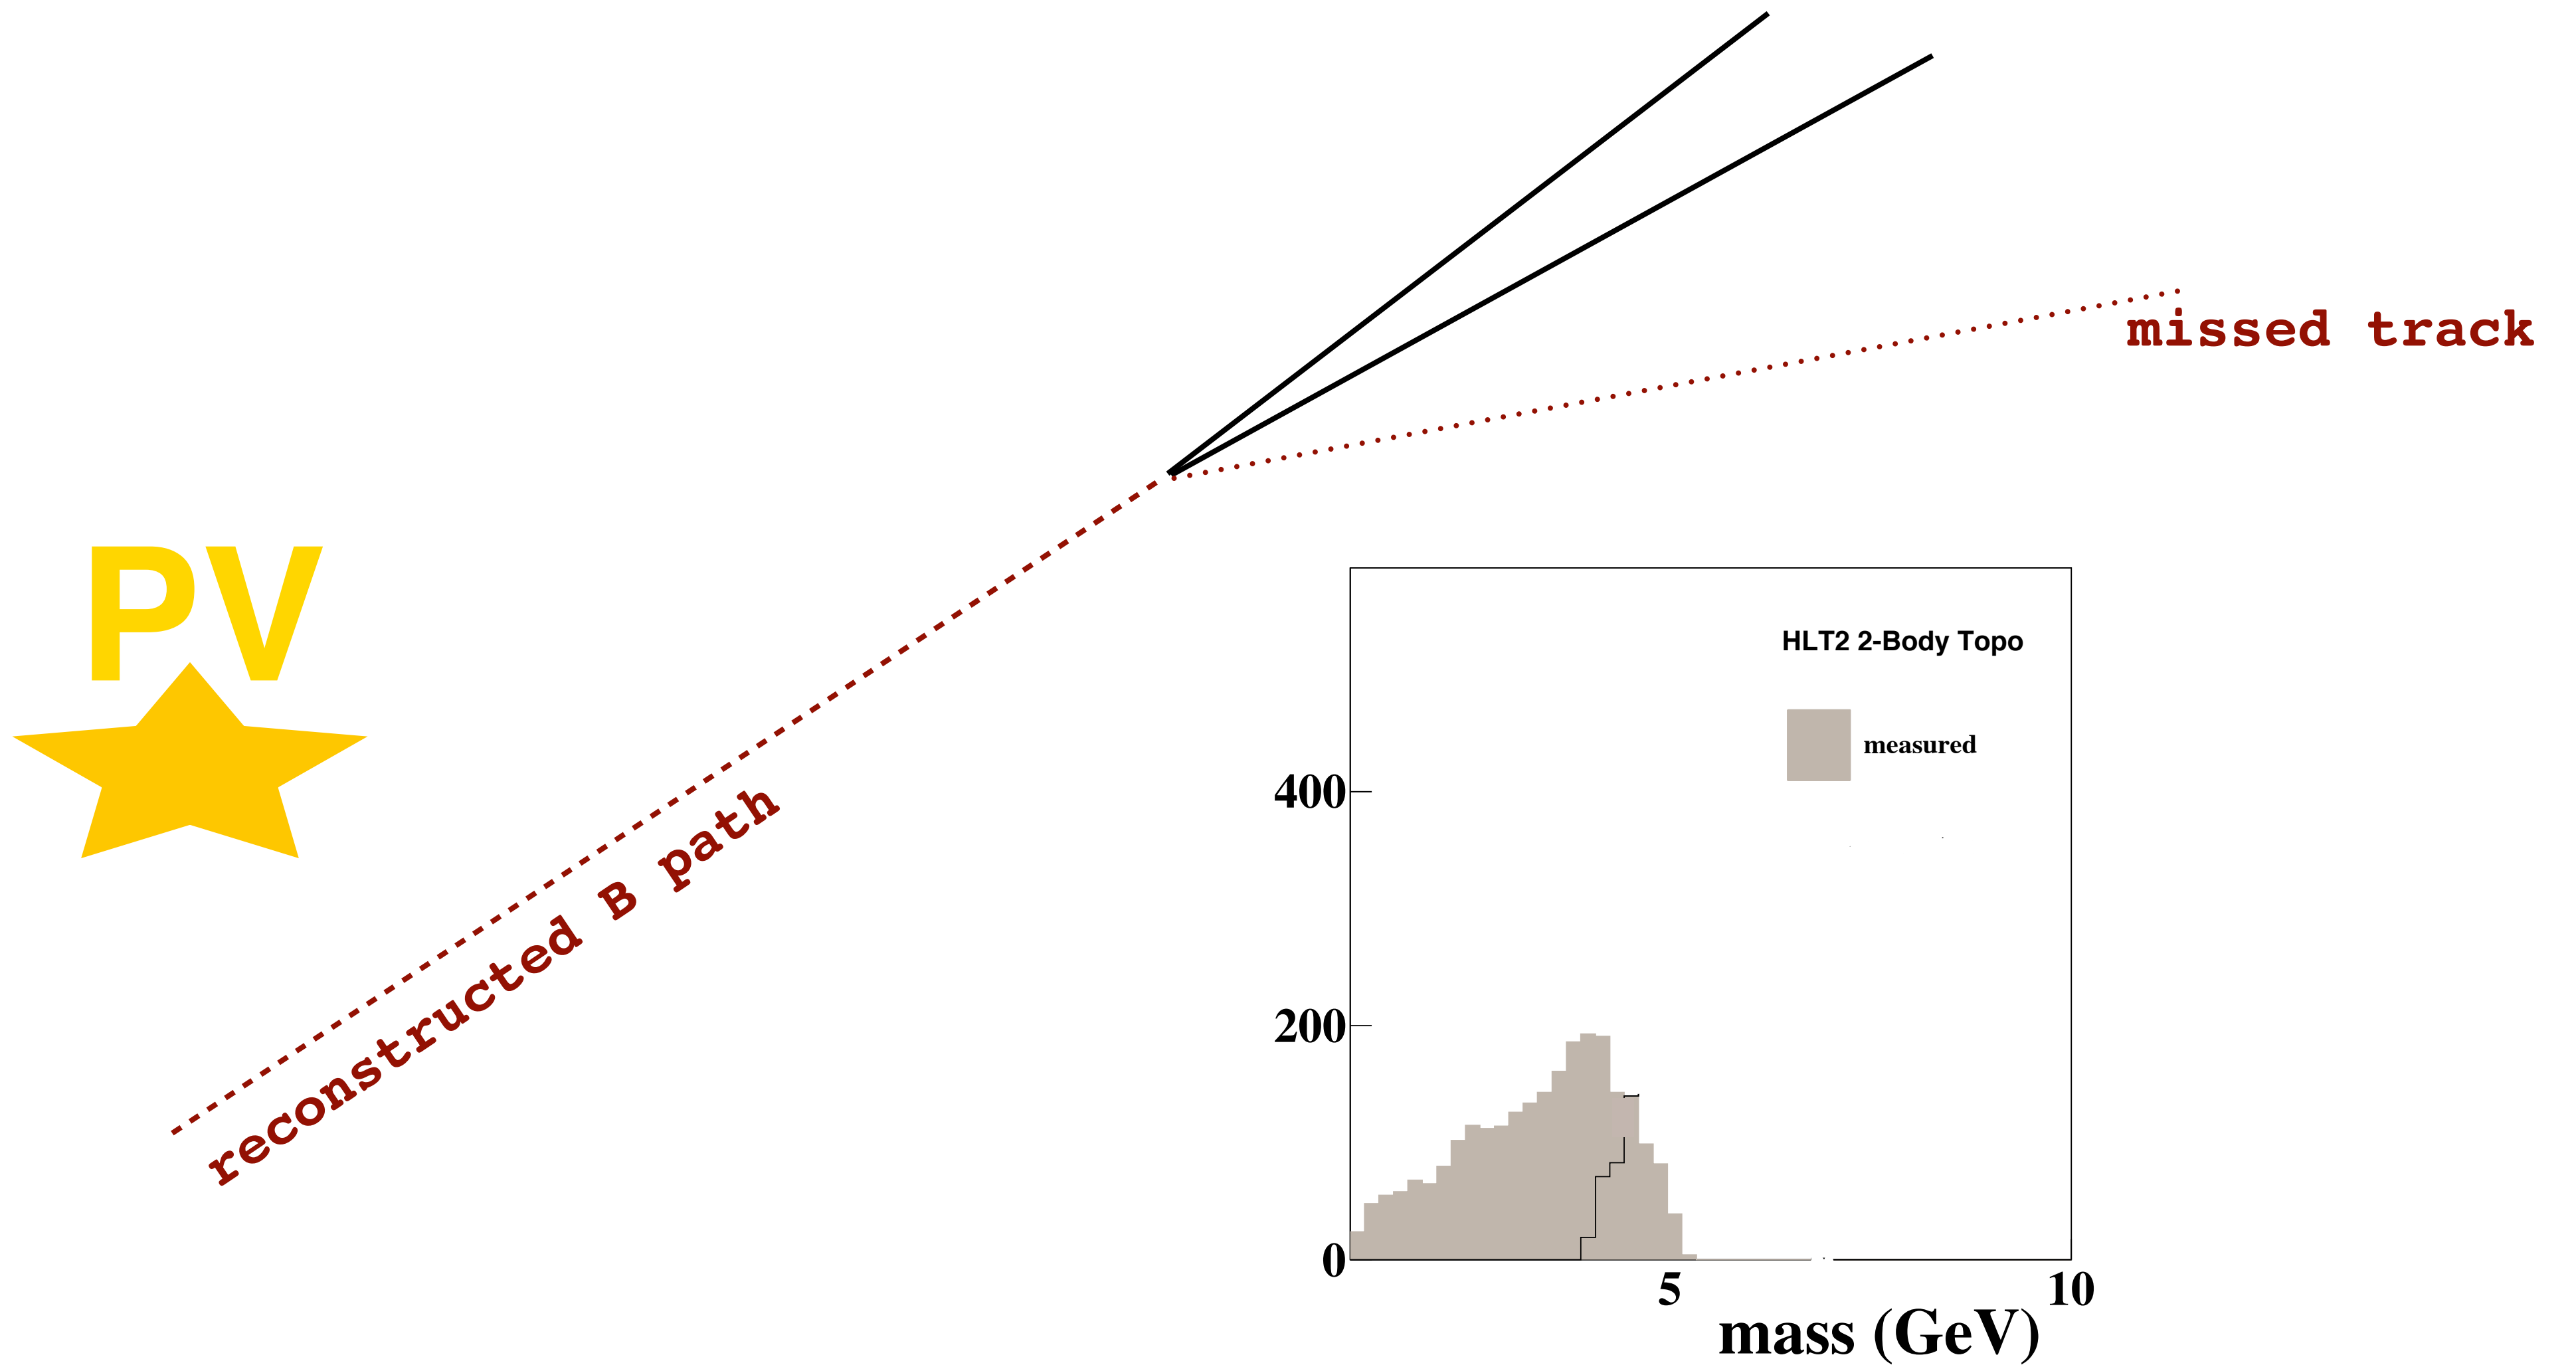 missed track
PV
reconstructed B path
HLT2 2-Body Topo
measured
400
200
0
5
10
mass (GeV)